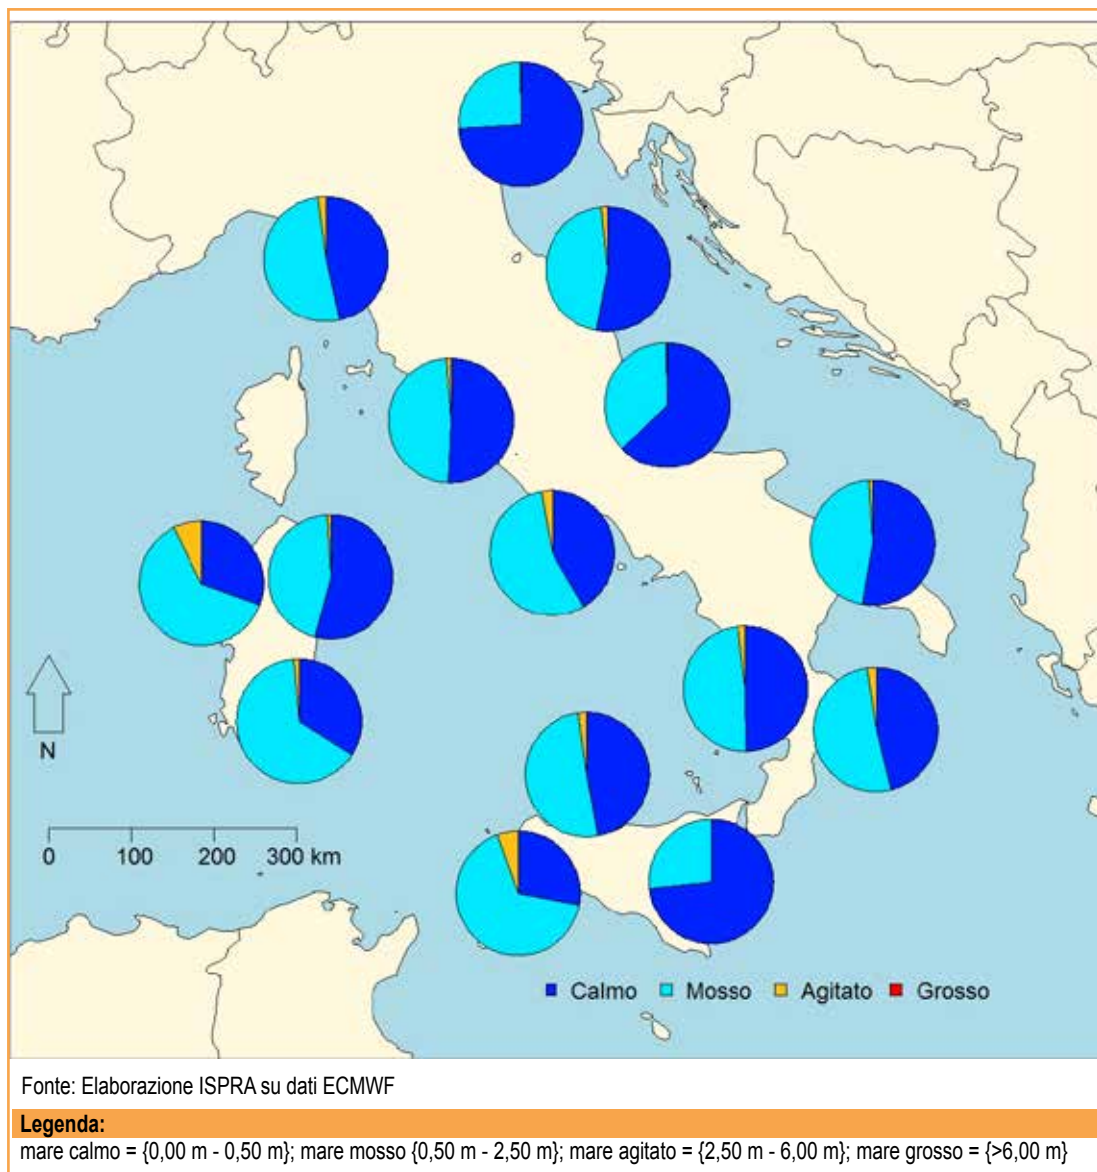 N
0 100 200 300 km
Calmo Mosso Agitato Grosso
Fonte: Elaborazione ISPRA su dati ECMWF
Legenda:
mare calmo = {0,00 m - 0,50 m}; mare mosso {0,50 m - 2,50 m}; mare agitato = {2,50 m - 6,00 m}; mare grosso = {>6,00 m}